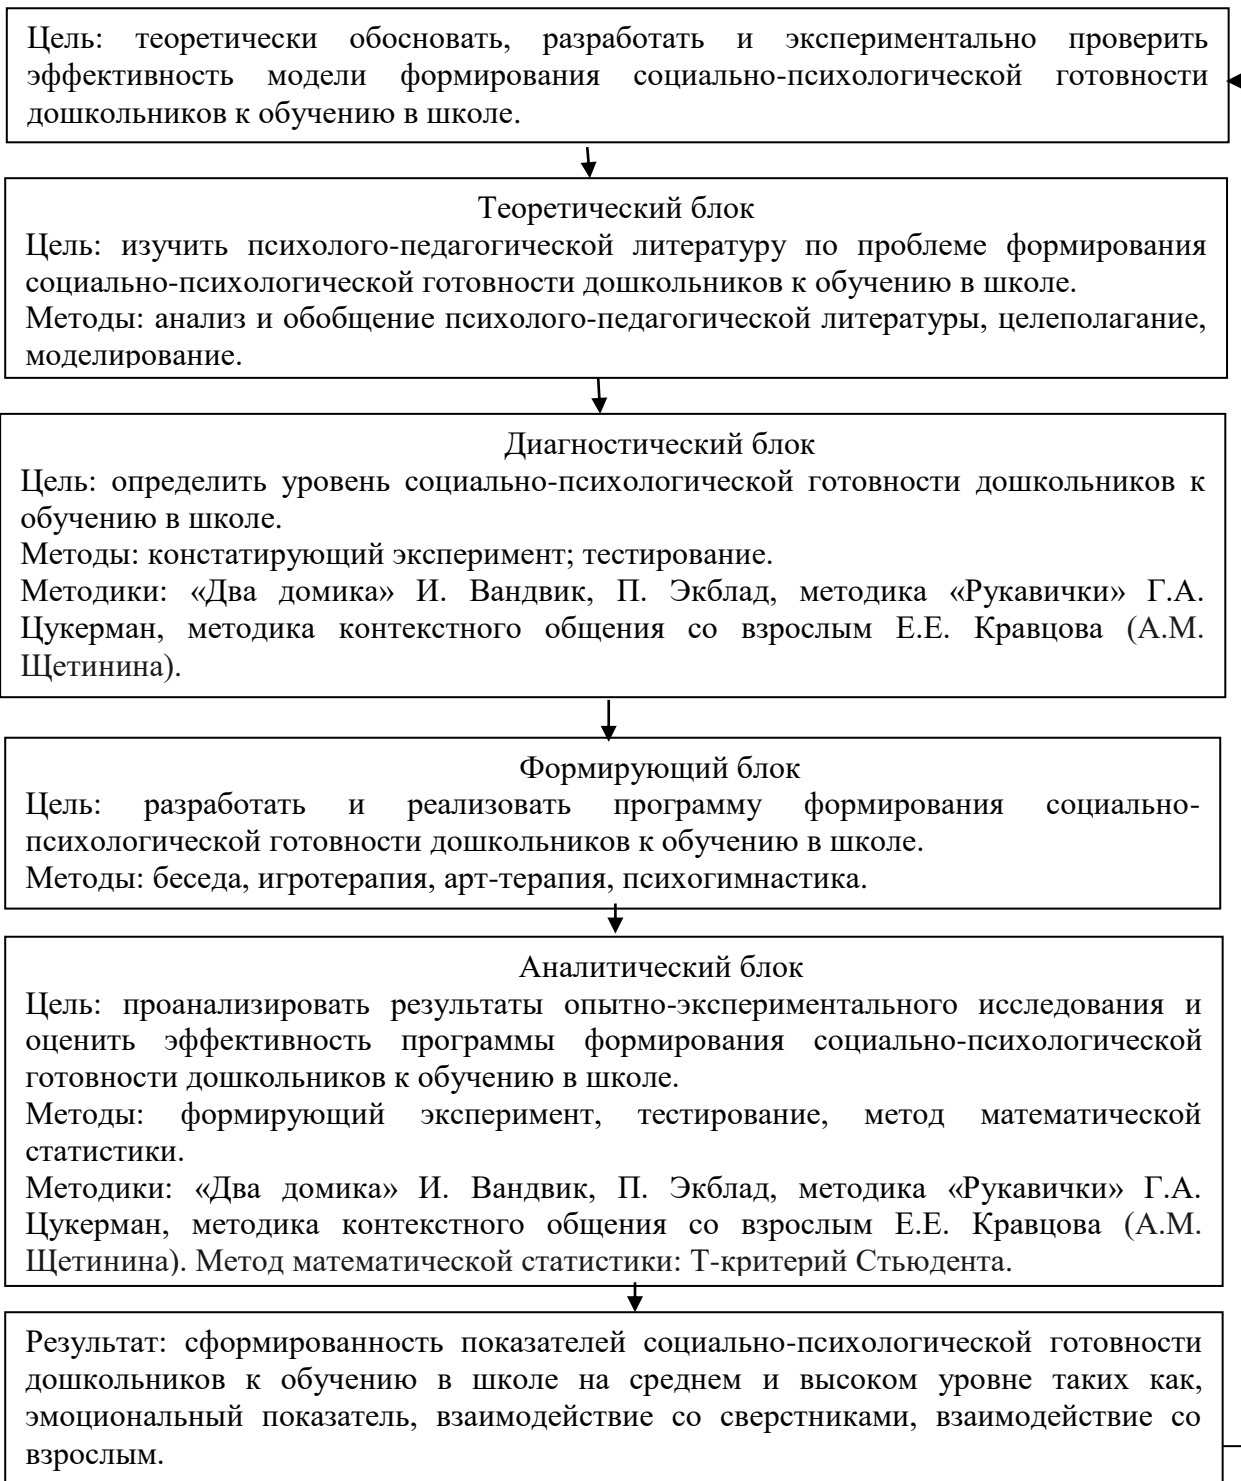 Цель: теоретически обосновать, разработать и экспериментально проверить
эффективность модели формирования социально-психологической готовности
дошкольников к обучению в школе.
Теоретический блок
Цель: изучить психолого-педагогической литературу по проблеме формирования
социально-психологической готовности дошкольников к обучению в школе.
Методы: анализ и обобщение психолого-педагогической литературы, целеполагание,
моделирование.
Диагностический блок
Цель: определить уровень социально-психологической готовности дошкольников к
обучению в школе.
Методы: констатирующий эксперимент; тестирование.
Методики: «Два домика» И. Вандвик, П. Экблад, методика «Рукавички» Г.А.
Цукерман, методика контекстного общения со взрослым Е.Е. Кравцова (А.М.
Щетинина).
Формирующий блок
Цель: разработать и реализовать программу формирования социально-
психологической готовности дошкольников к обучению в школе.
Методы: беседа, игротерапия, арт-терапия, психогимнастика.
Аналитический блок
Цель: проанализировать результаты опытно-экспериментального исследования и
оценить эффективность программы формирования социально-психологической
готовности дошкольников к обучению в школе.
Методы: формирующий эксперимент, тестирование, метод математической
статистики.
Методики: «Два домика» И. Вандвик, П. Экблад, методика «Рукавички» Г.А.
Цукерман, методика контекстного общения со взрослым Е.Е. Кравцова (А.М.
Щетинина). Метод математической статистики: Т-критерий Стьюдента.
Результат: сформированность показателей социально-психологической готовности
дошкольников к обучению в школе на среднем и высоком уровне таких как,
эмоциональный показатель, взаимодействие со сверстниками, взаимодействие со
взрослым.